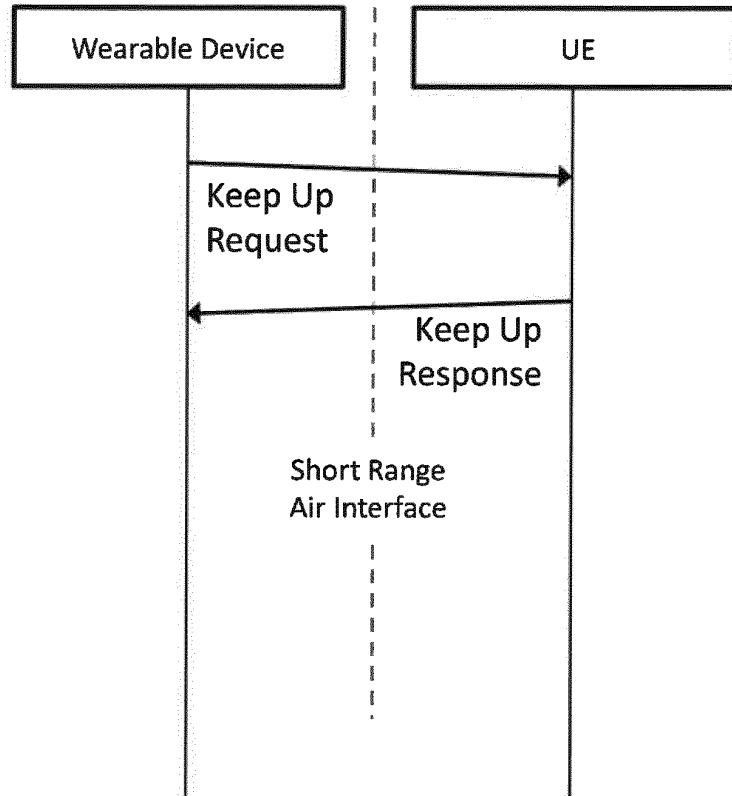 Wearable Device
UE
Keep Up
Request
Keep Up
Response
Short Range
Air Interface